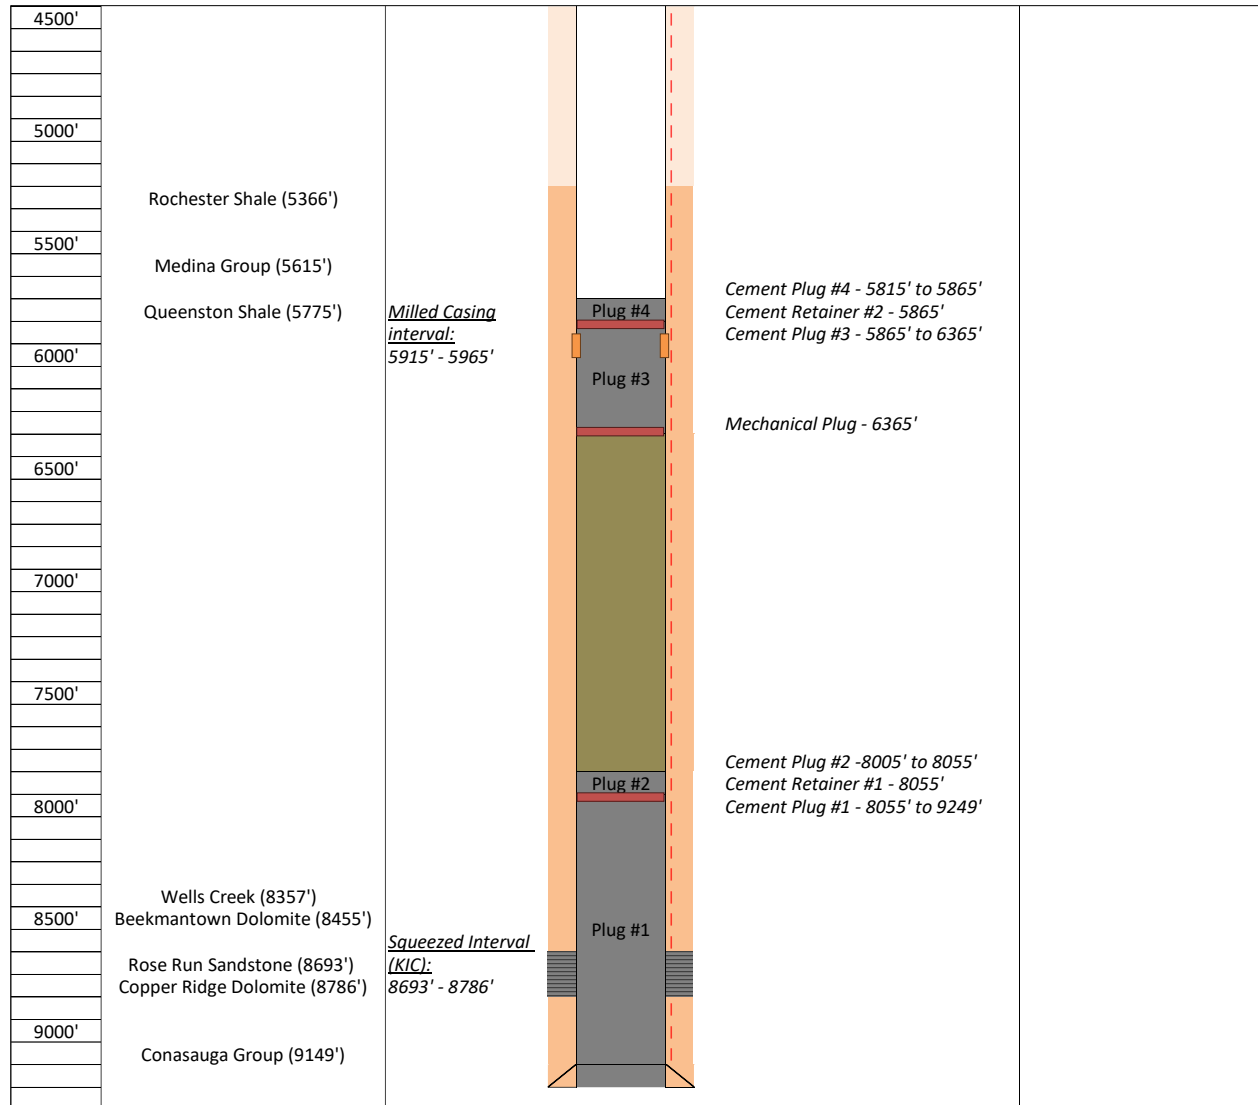 4500'
5000'
Rochester Shale (5366')
5500'
Medina Group (5615')
Cement Plug #4 - 5815' to 5865'
Queenston Shale (5775')
Milled Casing
Plug #4
Cement Retainer #2 - 5865'
interval:
Cement Plug #3 - 5865' to 6365'
6000'
5915' - 5965'
Plug #3
Mechanical Plug - 6365'
6500'
7000'
7500'
Cement Plug #2 -8005' to 8055'
Plug #2
Cement Retainer #1 - 8055'
8000'
Cement Plug #1 - 8055' to 9249'
Wells Creek (8357')
8500'
Beekmantown Dolomite (8455')
Plug #1
Squeezed Interval
Rose Run Sandstone (8693')
(KIC):
Copper Ridge Dolomite (8786')
8693' - 8786'
9000'
Conasauga Group (9149')